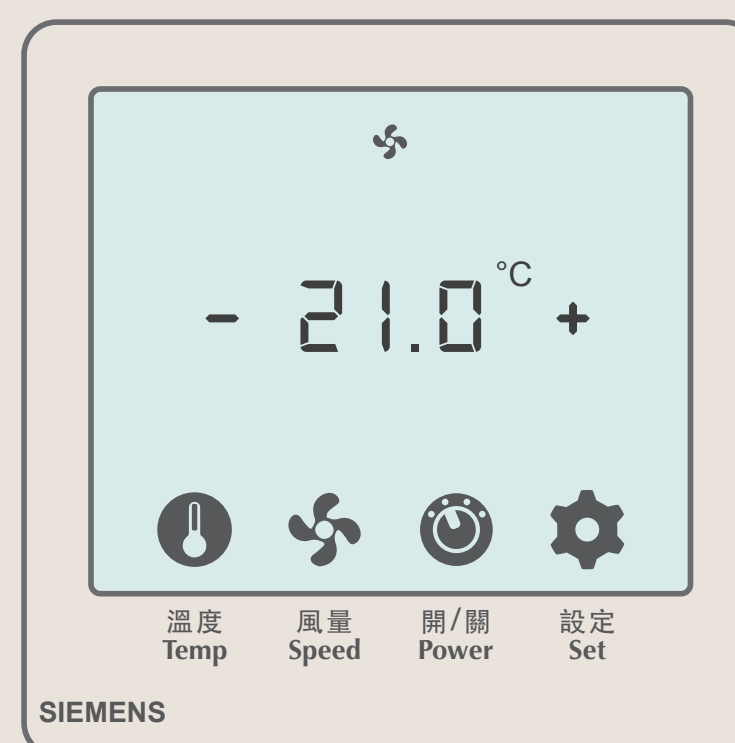 °C
- 21.0 +
溫度 風量 開/關 設定
Temp Speed Power Set
SIEMENS